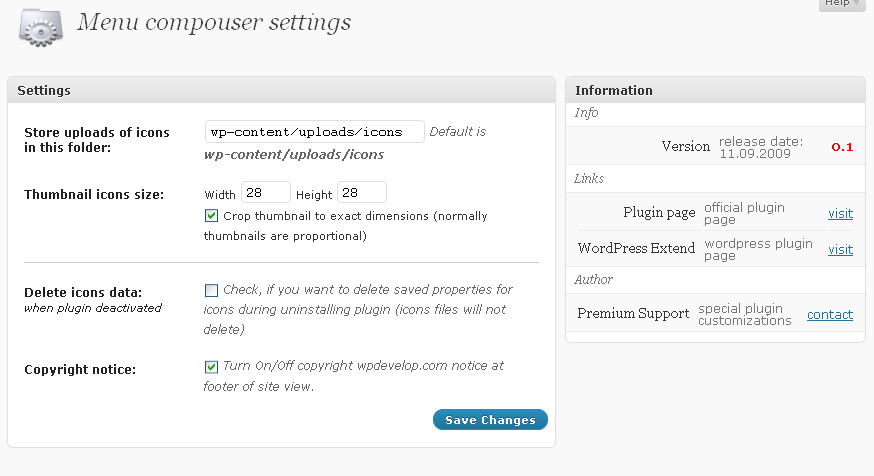 Help
Menu compouser settings
Settings
Store uploads of icons
in this folder:
wp-content/uploads/icons Default is
wp-content/uploads/icons
Thumbnail icons size:
Width 28 Height 28
Crop thumbnail to exact dimensions (normally
thumbnails are proportional)
Delete icons data:
when plugin deactivated
Check, if you want to delete saved properties for
icons during uninstalling plugin (icons files will not
delete)
Copyright notice:
Turn On/Off copyright wpdevelop.com notice at
footer of site view.
Save Changes
Information
Info
Version release date:
11.09.2009 0.1
Links
Plugin page official plugin
page visit
WordPress Extend wordpress plugin
page visit
Author
Premium Support special plugin
customizations contact